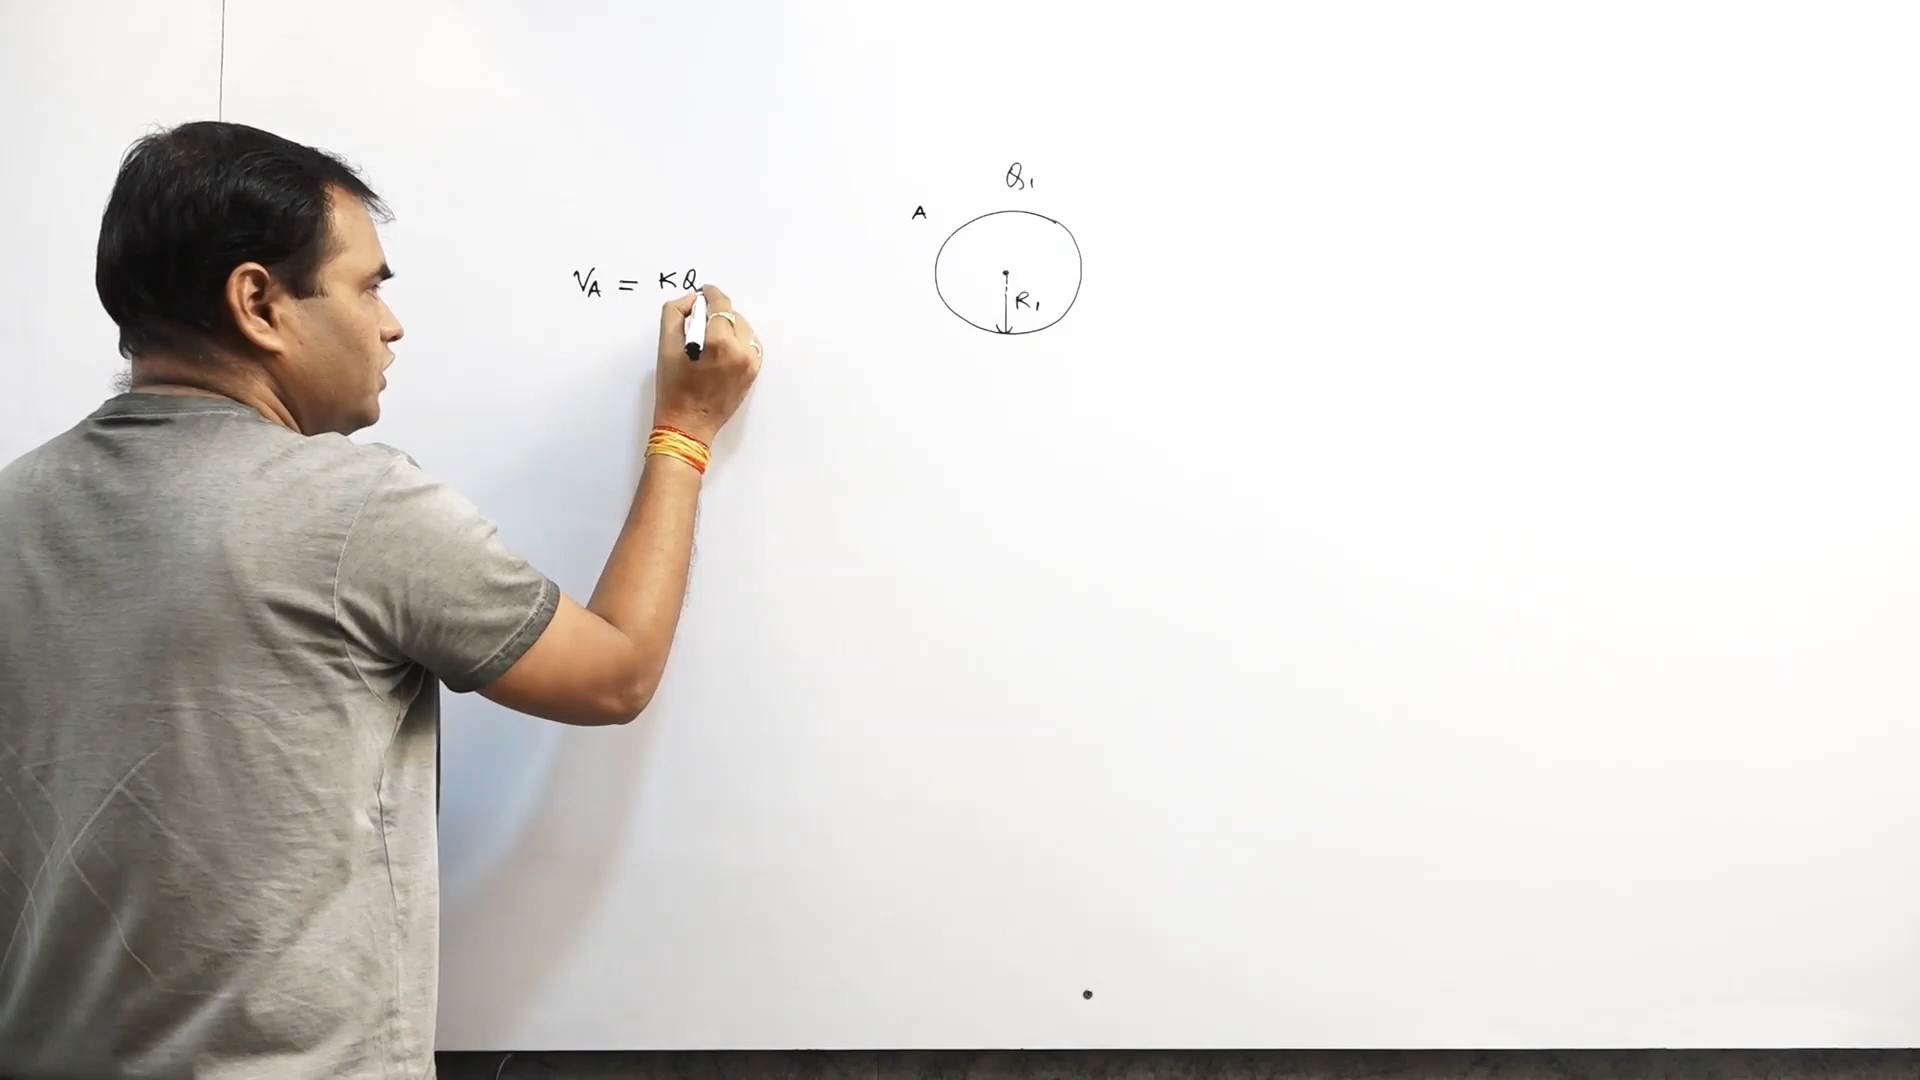 Q1
A
VA = KQ
R1